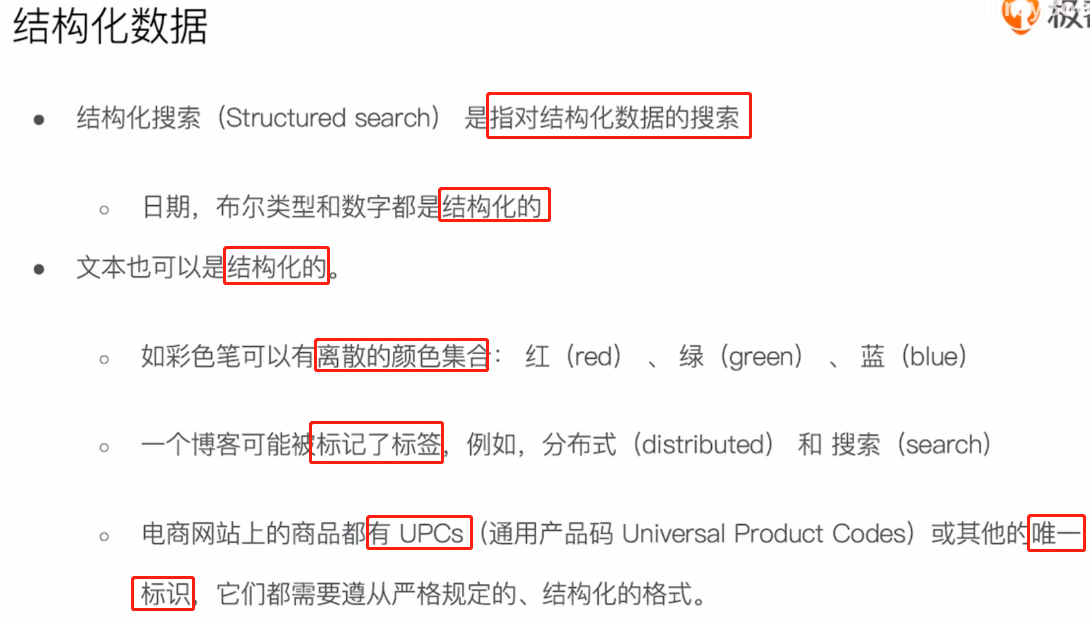 结构化数据
极
结构化搜索（Structured search） 是指对结构化数据的搜索
日期，布尔类型和数字都是结构化的
文本也可以是结构化的。
如彩色笔可以有离散的颜色集合： 红（red） 、 绿（green） 、 蓝（blue）
一个博客可能被标记了标签，例如，分布式（distributed） 和 搜索（search）
电商网站上的商品都有 UPCs（通用产品码 Universal Product Codes）或其他的唯一
标识，它们都需要遵从严格规定的、结构化的格式。